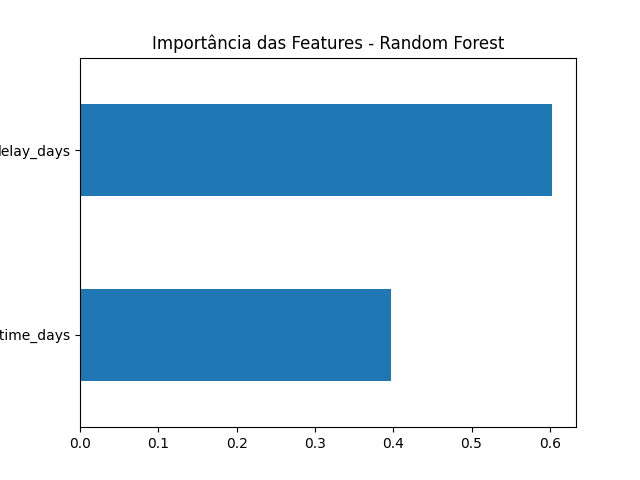 Importância das Features - Random Forest
delay_days
time_days
0.0 0.1 0.2 0.3 0.4 0.5 0.6